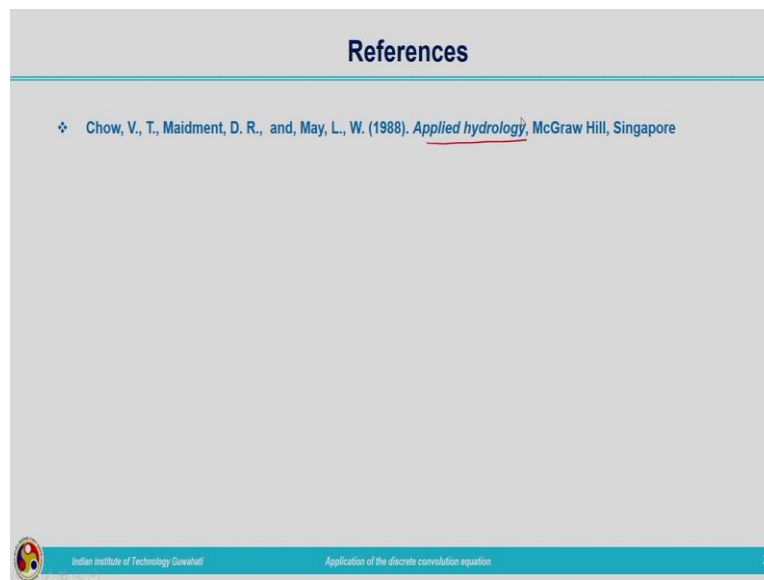 References
❖ Chow, V., T., Maidment, D. R., and, May, L., W. (1988). Applied hydrology, McGraw Hill, Singapore
Indian institute of Technology Guwahati
Application of the discrete convolution equation